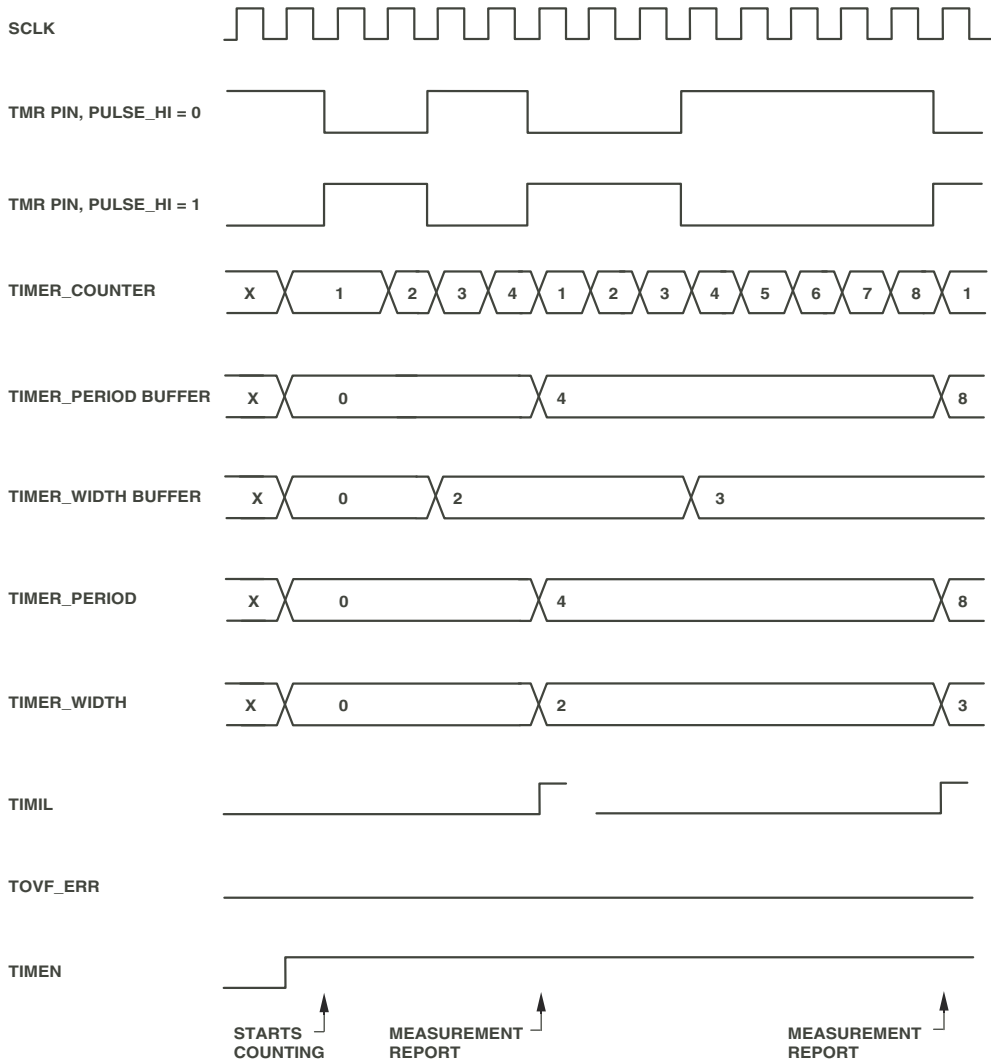 SCLK
TMR PIN, PULSE_HI = 0
TMR PIN, PULSE_HI = 1
TIMER_COUNTER X 1 2 3 4 1 2 3 4 5 6 7 8 1
TIMER_PERIOD BUFFER X 0 4 8
TIMER_WIDTH BUFFER X 0 2 3
TIMER_PERIOD X 0 4 8
TIMER_WIDTH X 0 2 3
TIMIL
TOVF_ERR
TIMEN
STARTS
COUNTING
MEASUREMENT
REPORT
MEASUREMENT
REPORT